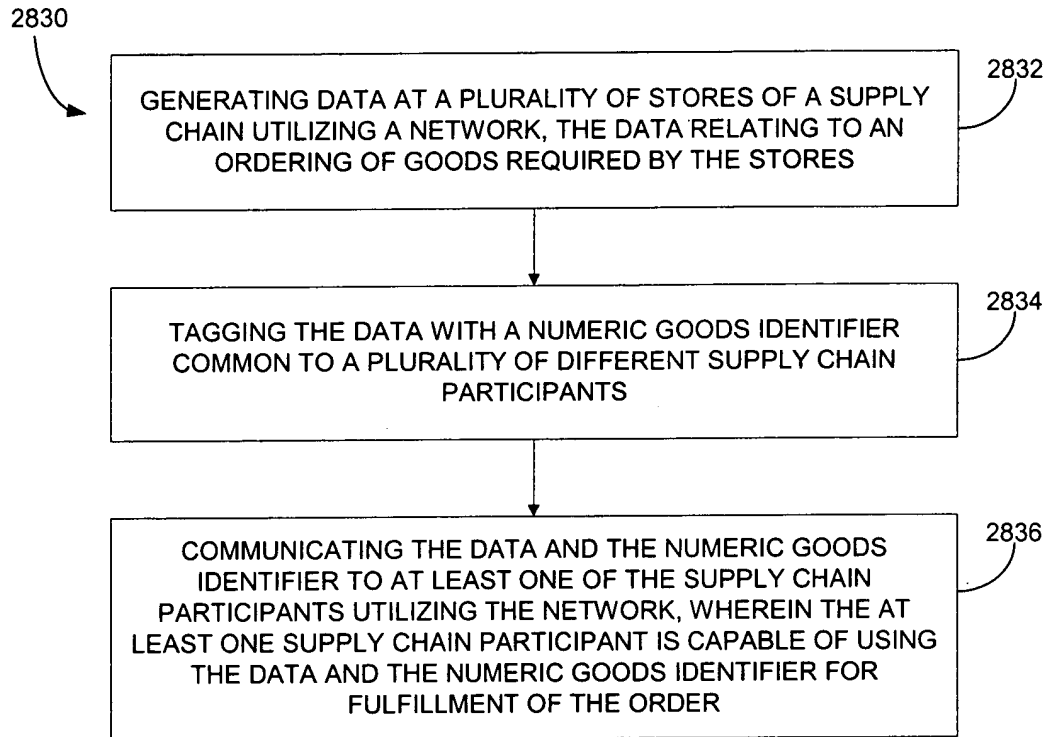 2830
2832
GENERATING DATA AT A PLURALITY OF STORES OF A SUPPLY
CHAIN UTILIZING A NETWORK, THE DATA RELATING TO AN
ORDERING OF GOODS REQUIRED BY THE STORES
2834
TAGGING THE DATA WITH A NUMERIC GOODS IDENTIFIER
COMMON TO A PLURALITY OF DIFFERENT SUPPLY CHAIN
PARTICIPANTS
2836
COMMUNICATING THE DATA AND THE NUMERIC GOODS
IDENTIFIER TO AT LEAST ONE OF THE SUPPLY CHAIN
PARTICIPANTS UTILIZING THE NETWORK, WHEREIN THE AT
LEAST ONE SUPPLY CHAIN PARTICIPANT IS CAPABLE OF USING
THE DATA AND THE NUMERIC GOODS IDENTIFIER FOR
FULFILLMENT OF THE ORDER